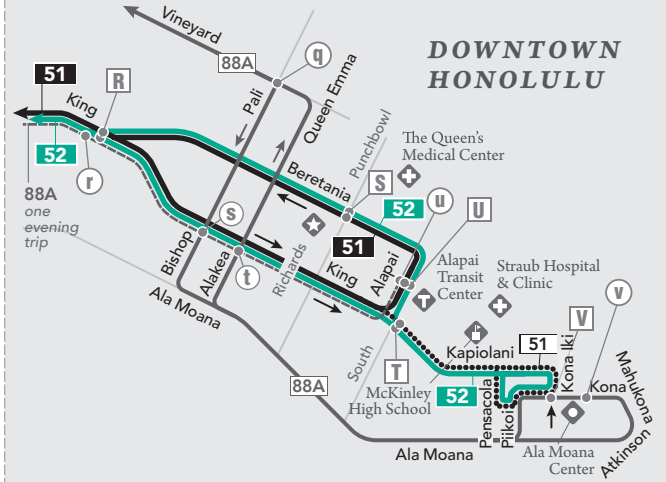 DOWNTOWN
HONOLULU
Vineyard
88A
q
51
King
R
52
r
88A
one
evening
trip
Pali
Queen Emma
Punchbowl
The Queen's
Medical Center
Beretania
S
52
u
U
51
s
t
Bishop
Alakea
Ala Moana
Richards
King
Alapai
Alapai
Transit
Center
Straub Hospital
& Clinic
v
V
South
T
Kapiolani
51
McKinley
High School
52
Pensacola
Piikoi
Kona Iki
Kona
Mahukona
88A
Ala Moana
Ala Moana
Center
Atkinson